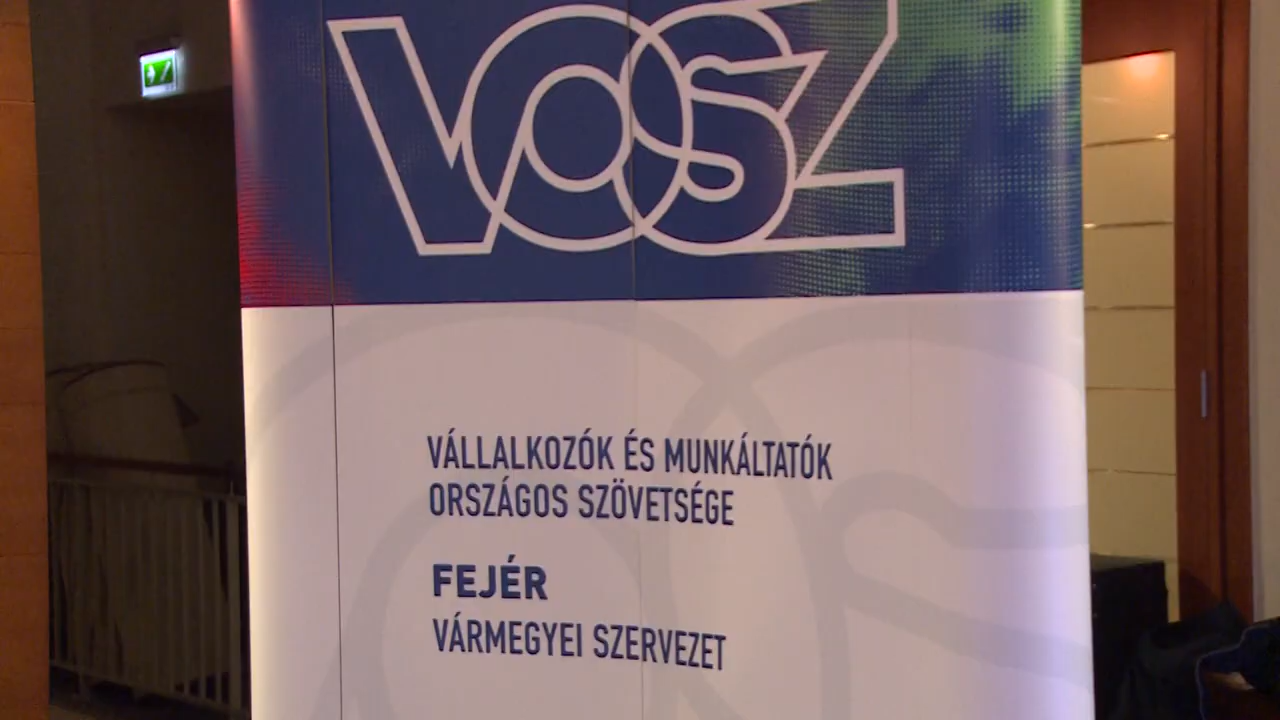 VOSZ
VÁLLALKOZÓK ÉS MUNKÁLTATÓK
ORSZÁGOS SZÖVETSÉGE
FEJÉR
VÁRMEGYEI SZERVEZET